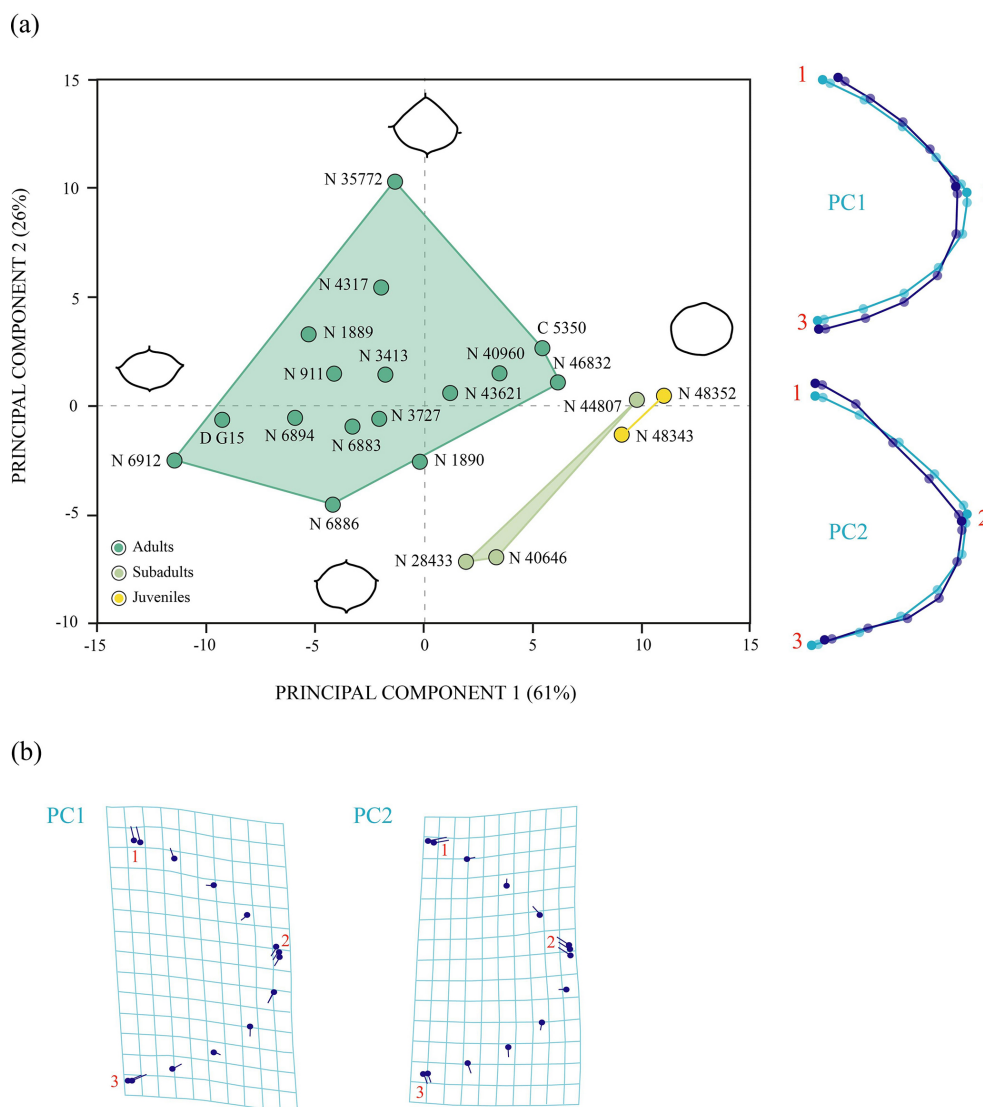 (a)
15
10
5
0
-5
-10
-15
-10
-5
0
5
10
15
PRINCIPAL COMPONENT 2 (26%)
PRINCIPAL COMPONENT 1 (61%)
N 35772
N 4317
N 1889
N 3413
N 911
C 5350
N 40960
N 46832
N 43621
N 44807
N 48352
N 48343
D G15
N 6894
N 6883
N 3727
N 6912
N 1890
N 6886
N 28433
N 40646
Adults
Subadults
Juveniles
1
PC1
3
1
2
PC2
3
(b)
PC1
1
2
3
PC2
1
2
3